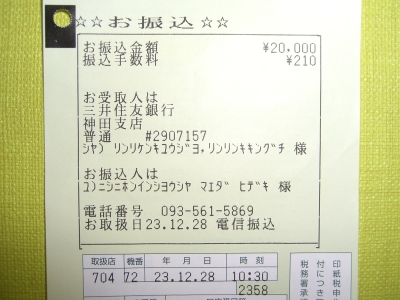 ☆☆お振込☆☆
お振込金額 ¥20,000
振込手数料 ¥210
お受取人は
三井住友銀行
神田支店
普通 #2907157
シヤ) リンリケンキユウジヨ.リンリンキキングチ 様
お振込人は
ユ)ニシニホンインシヨウシヤ マエダ ヒデキ 様
電話番号 093-561-5869
お取扱日23.12.28 電信振込
取扱店 機番 年 月 日 時 刻
704 72 23.12.28 10:30
2358
印紙税申
付につき
税務署承